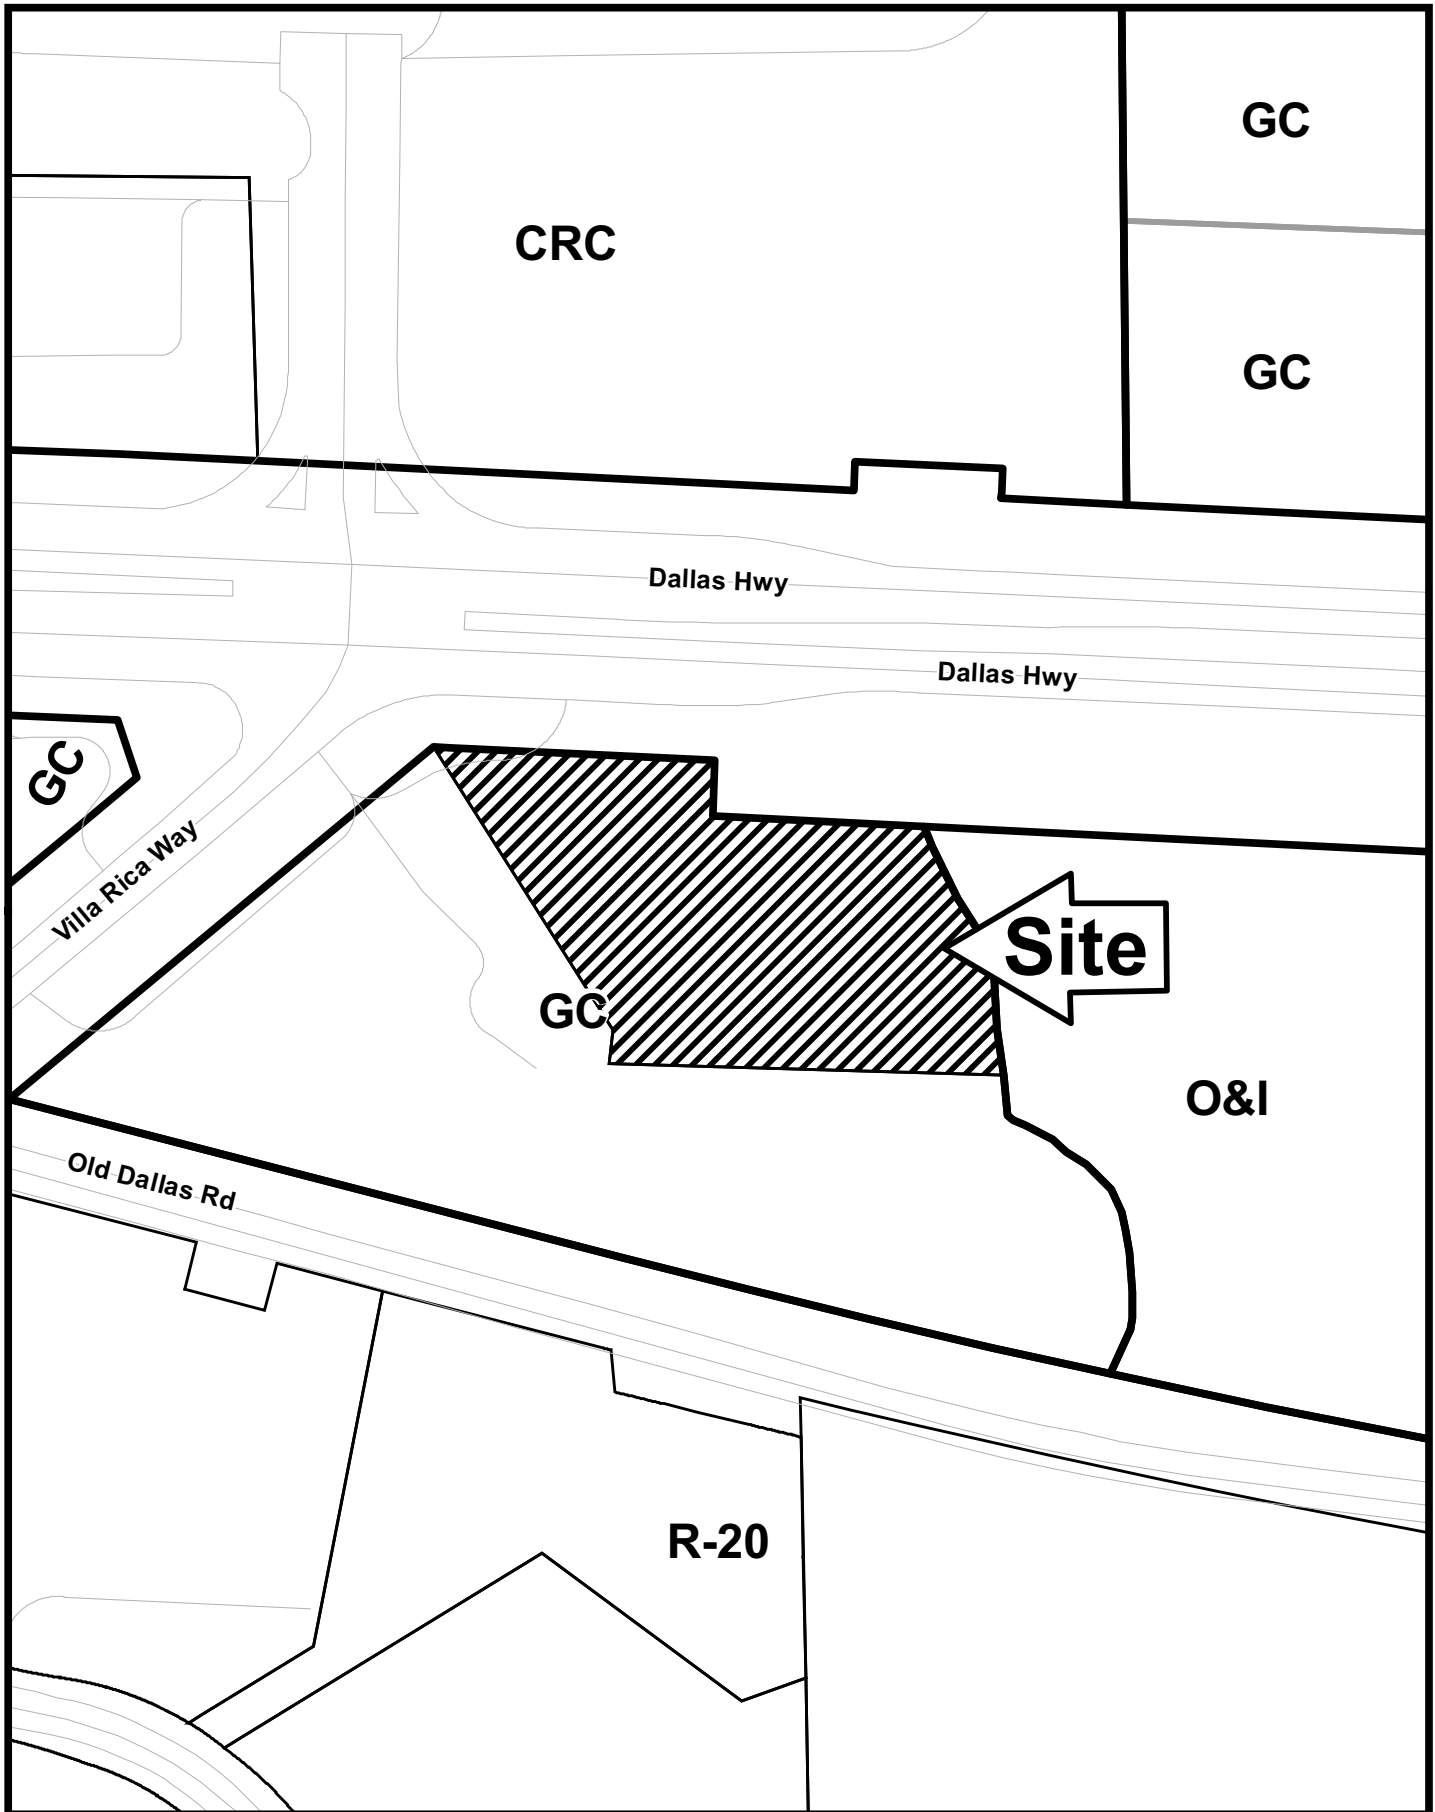 GC
CRC
GC
Dallas Hwy
Dallas Hwy
GC
Villa Rica Way
Site
GC
O&I
Old Dallas Rd
R-20